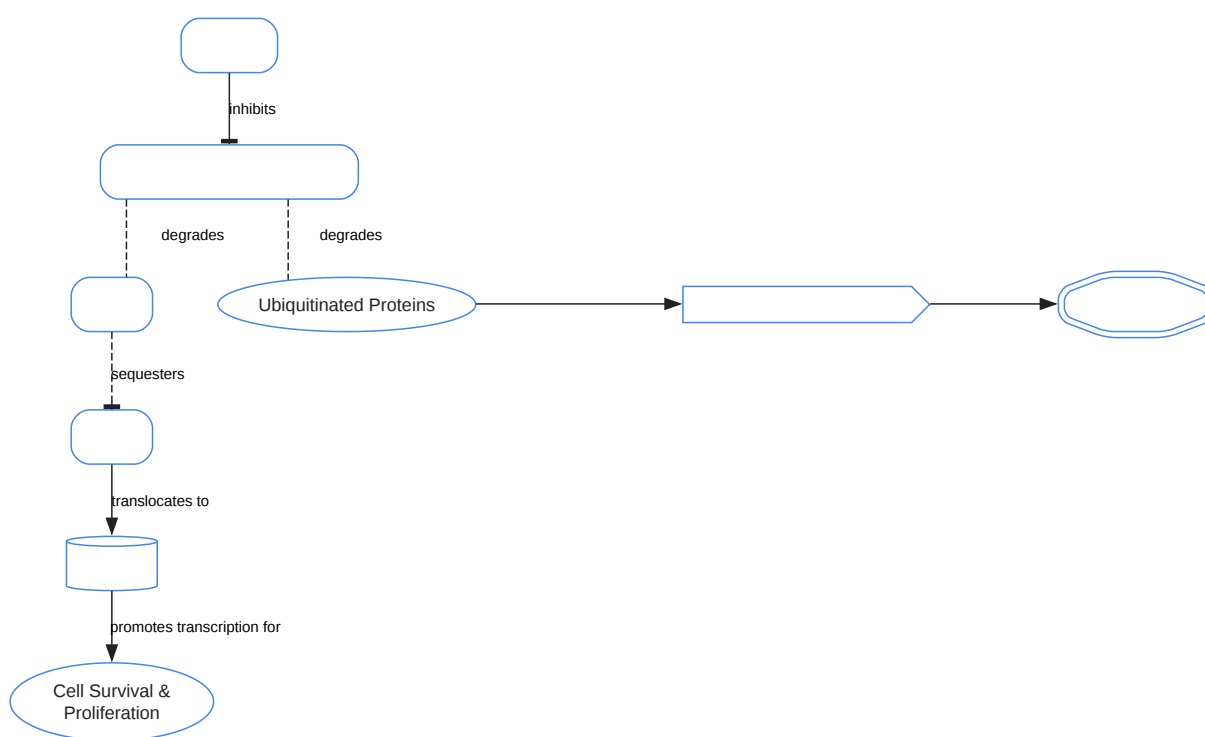 inhibits
degrades
degrades
Ubiquitinated Proteins
sequesters
translocates to
promotes transcription for
Cell Survival &
Proliferation